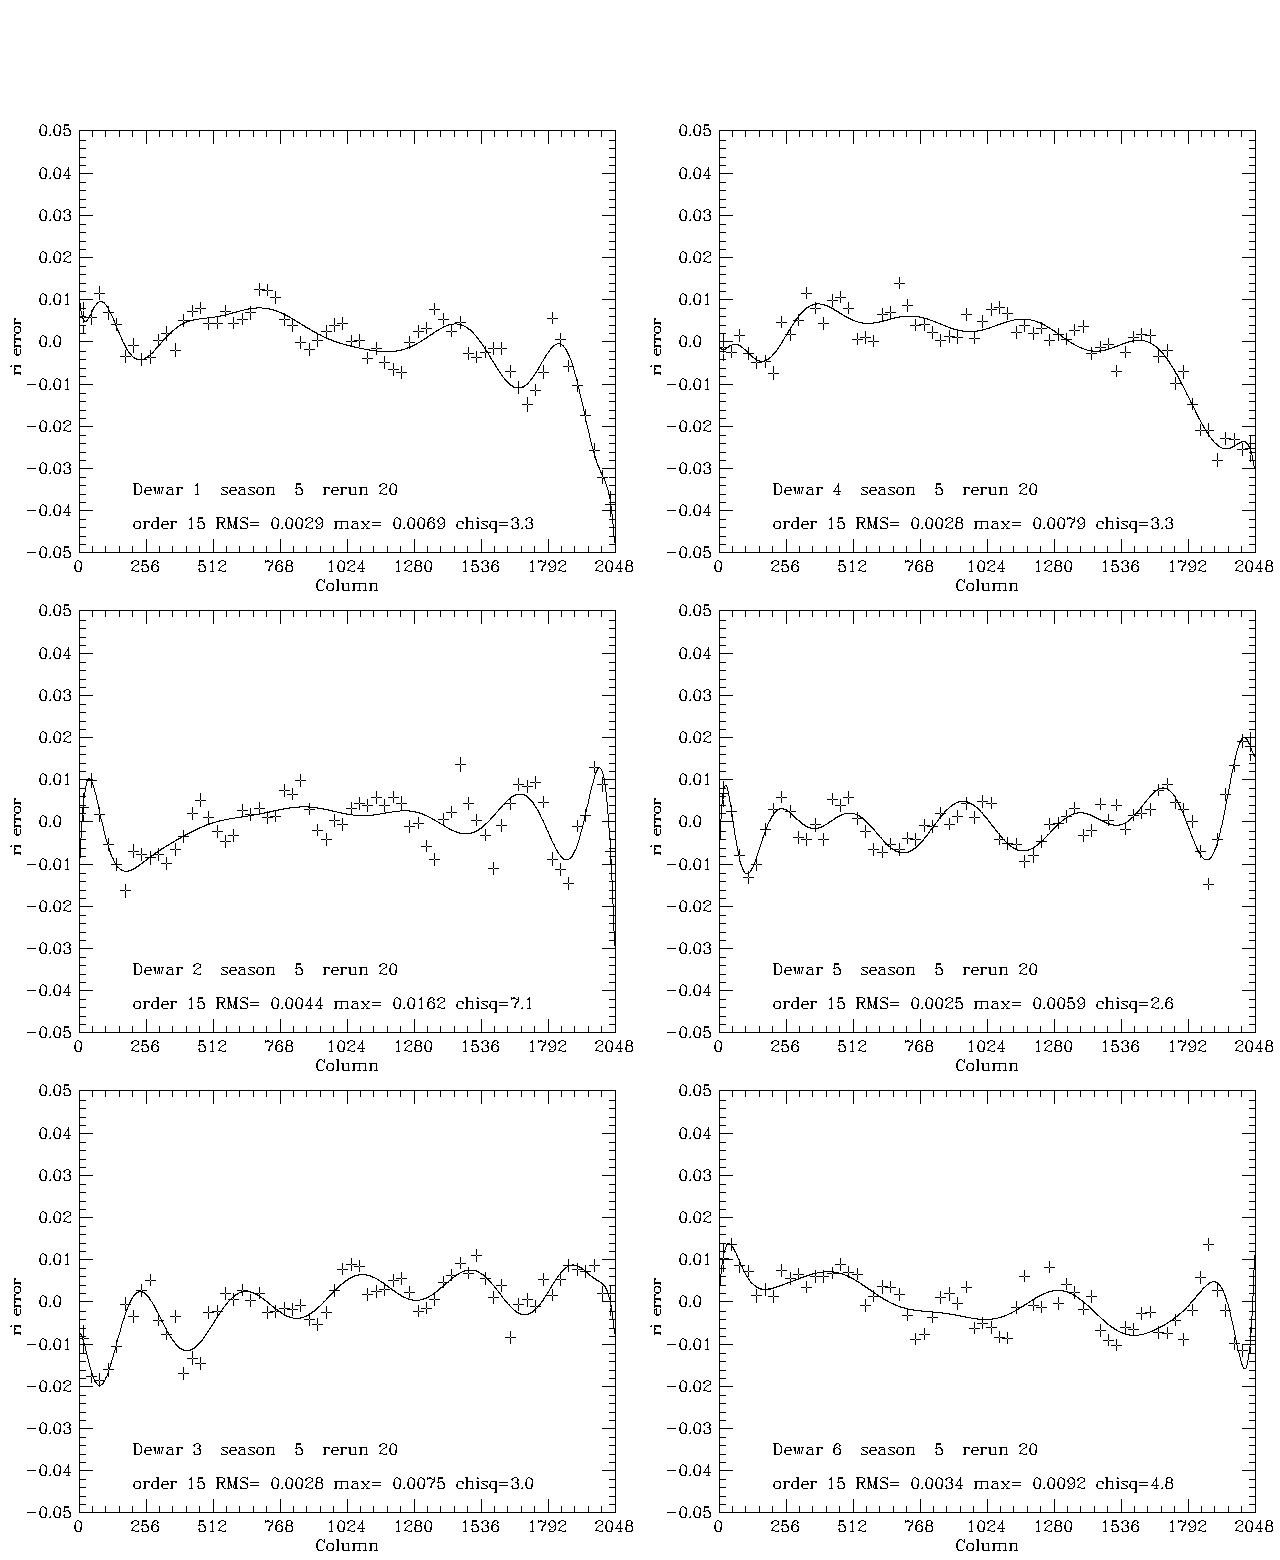 0.05
0.04
0.03
0.02
0.01
0.0
−0.01
−0.02
−0.03
−0.04
−0.05
ri error
Dewar 1 season 5 rerun 20
order 15 RMS= 0.0029 max= 0.0069 chisq=3.3
0 256 512 768 1024 1280 1536 1792 2048
Column
0.05
0.04
0.03
0.02
0.01
0.0
−0.01
−0.02
−0.03
−0.04
−0.05
ri error
Dewar 4 season 5 rerun 20
order 15 RMS= 0.0028 max= 0.0079 chisq=3.3
0 256 512 768 1024 1280 1536 1792 2048
Column
0.05
0.04
0.03
0.02
0.01
0.0
−0.01
−0.02
−0.03
−0.04
−0.05
ri error
Dewar 2 season 5 rerun 20
order 15 RMS= 0.0044 max= 0.0162 chisq=7.1
0 256 512 768 1024 1280 1536 1792 2048
Column
0.05
0.04
0.03
0.02
0.01
0.0
−0.01
−0.02
−0.03
−0.04
−0.05
ri error
Dewar 5 season 5 rerun 20
order 15 RMS= 0.0025 max= 0.0059 chisq=2.6
0 256 512 768 1024 1280 1536 1792 2048
Column
0.05
0.04
0.03
0.02
0.01
0.0
−0.01
−0.02
−0.03
−0.04
−0.05
ri error
Dewar 3 season 5 rerun 20
order 15 RMS= 0.0028 max= 0.0075 chisq=3.0
0 256 512 768 1024 1280 1536 1792 2048
Column
0.05
0.04
0.03
0.02
0.01
0.0
−0.01
−0.02
−0.03
−0.04
−0.05
ri error
Dewar 6 season 5 rerun 20
order 15 RMS= 0.0034 max= 0.0092 chisq=4.8
0 256 512 768 1024 1280 1536 1792 2048
Column